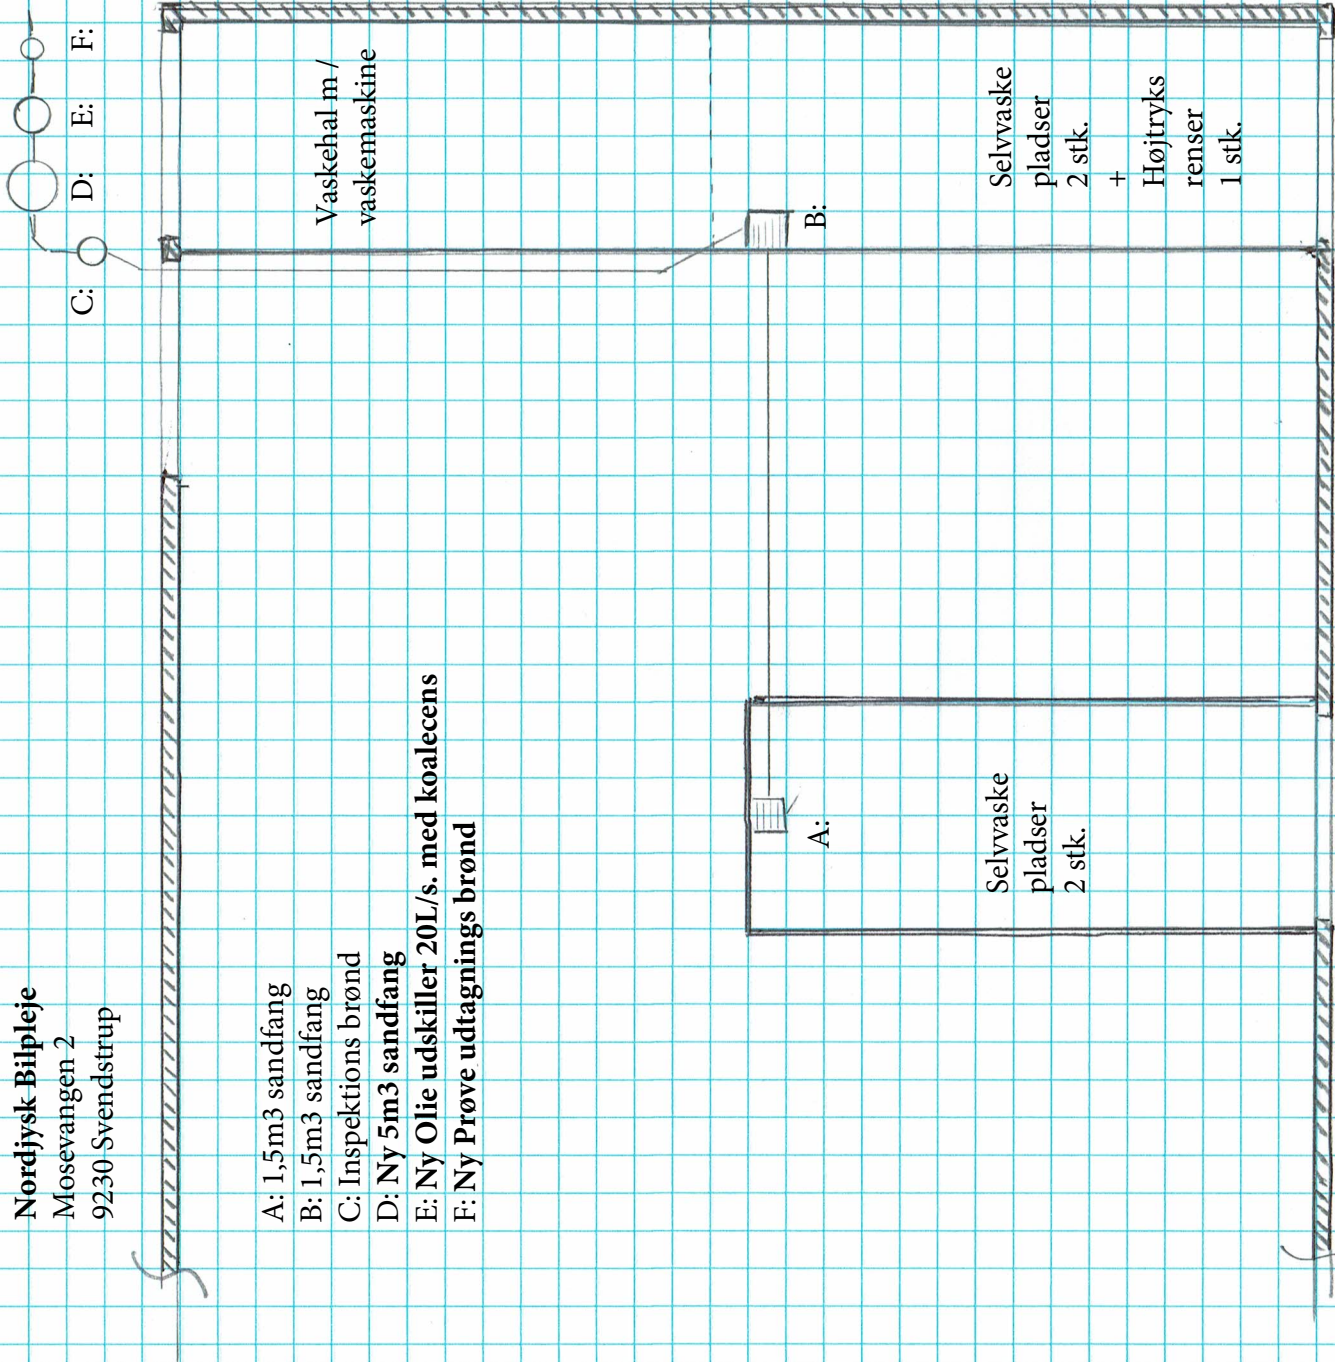 Nordjysk Bilpleje
Mosevangen 2
9230 Svendstrup
A: 1,5m3 sandfang
B: 1,5m3 sandfang
C: Inspektions brønd
D: Ny 5m3 sandfang
E: Ny Olie udskiller 20L/s. med koalecens
F: Ny Prøve udtagnings brønd
C:
D:
E:
F:
Vaskehal m /
vaskemaskine
B:
Selvvaske
pladser
2 stk.
+
Højtryks
renser
1 stk.
A:
Selvvaske
pladser
2 stk.